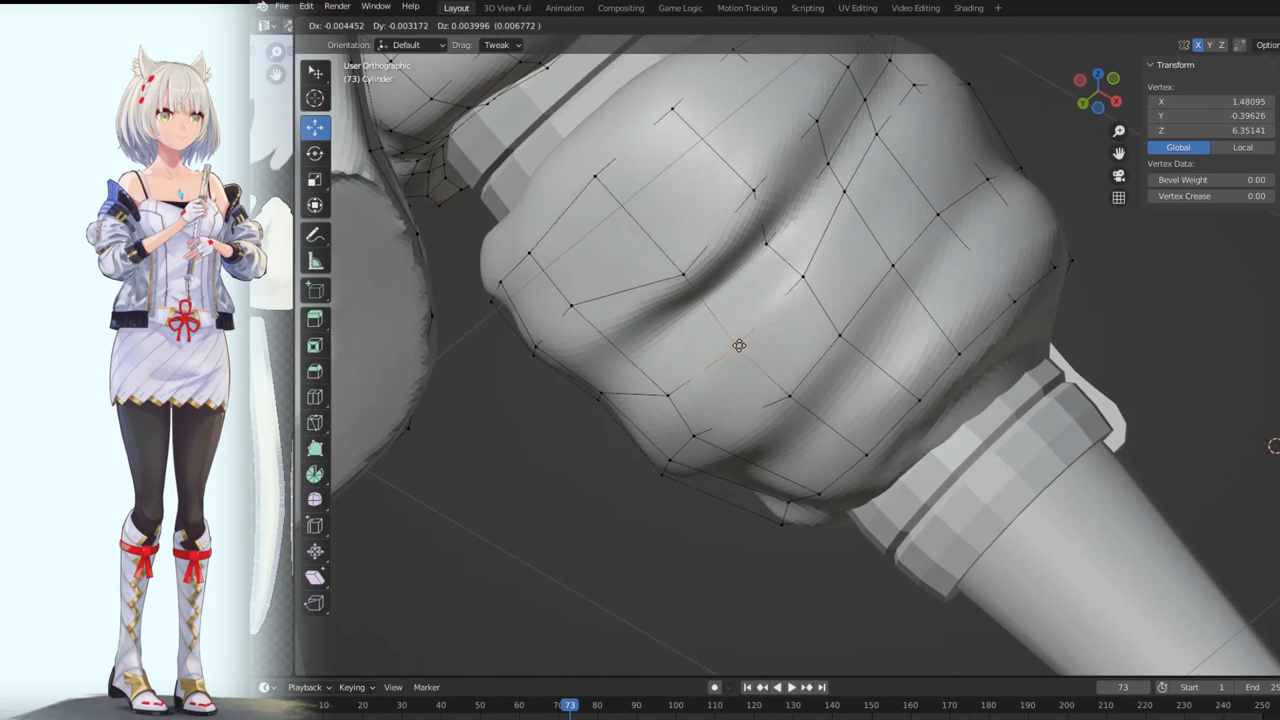 File Edit Render Window Help Layout 3D View Full Animation Compositing Game Logic Motion Tracking Scripting UV Editing Video Editing Shading +
Dx: -0.004452 Dy: -0.003172 Dz: 0.003996 (0.006772 )
Orientation: Default Drag: Tweak X Y Z Option
User Orthographic
(73) Cylinder
Z
Y
X
Transform
Vertex:
X 1.48095
Y -0.39626
Z 6.35141
Global Local
Vertex Data:
Bevel Weight 0.00
Vertex Crease 0.00
Playback Keying View Marker 73 Start 1 End 25
10 20 30 40 50 60 73 80 90 100 110 120 130 140 150 160 170 180 190 200 210 220 230 240 250